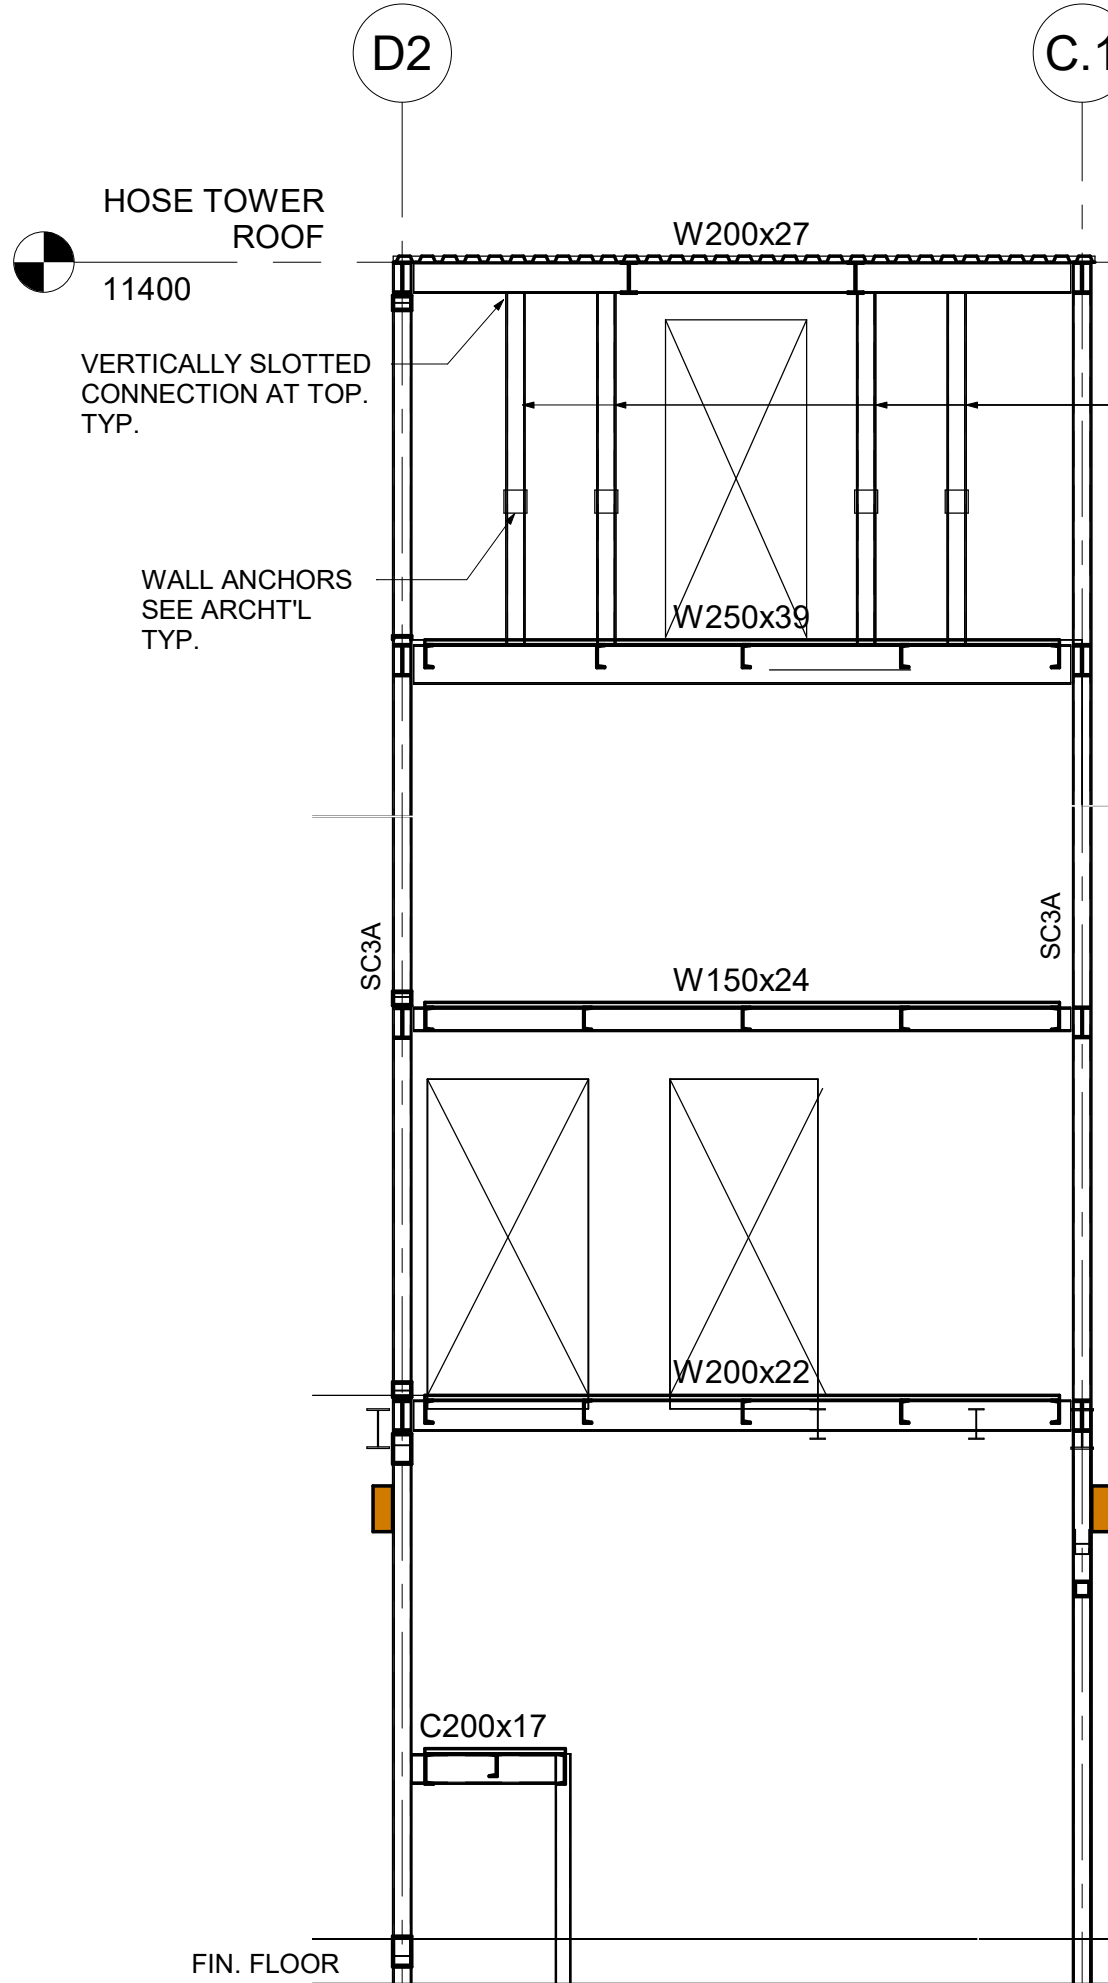 D2
C.1
HOSE TOWER
ROOF
11400
W200x27
VERTICALLY SLOTTED
CONNECTION AT TOP.
TYP.
WALL ANCHORS
SEE ARCHT'L
TYP.
W250x39
SC3A
SC3A
W150x24
W200x22
C200x17
FIN. FLOOR